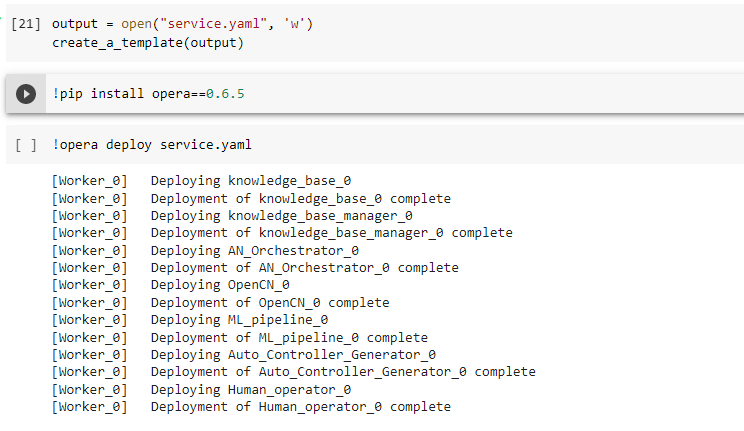 [21] output = open("service.yaml", 'w')
create_a_template(output)
!pip install opera==0.6.5
[ ] !opera deploy service.yaml
[Worker_0] Deploying knowledge_base_0
[Worker_0] Deployment of knowledge_base_0 complete
[Worker_0] Deploying knowledge_base_manager_0
[Worker_0] Deployment of knowledge_base_manager_0 complete
[Worker_0] Deploying AN_Orchestrator_0
[Worker_0] Deployment of AN_Orchestrator_0 complete
[Worker_0] Deploying OpenCN_0
[Worker_0] Deployment of OpenCN_0 complete
[Worker_0] Deploying ML_pipeline_0
[Worker_0] Deployment of ML_pipeline_0 complete
[Worker_0] Deploying Auto_Controller_Generator_0
[Worker_0] Deployment of Auto_Controller_Generator_0 complete
[Worker_0] Deploying Human_operator_0
[Worker_0] Deployment of Human_operator_0 complete